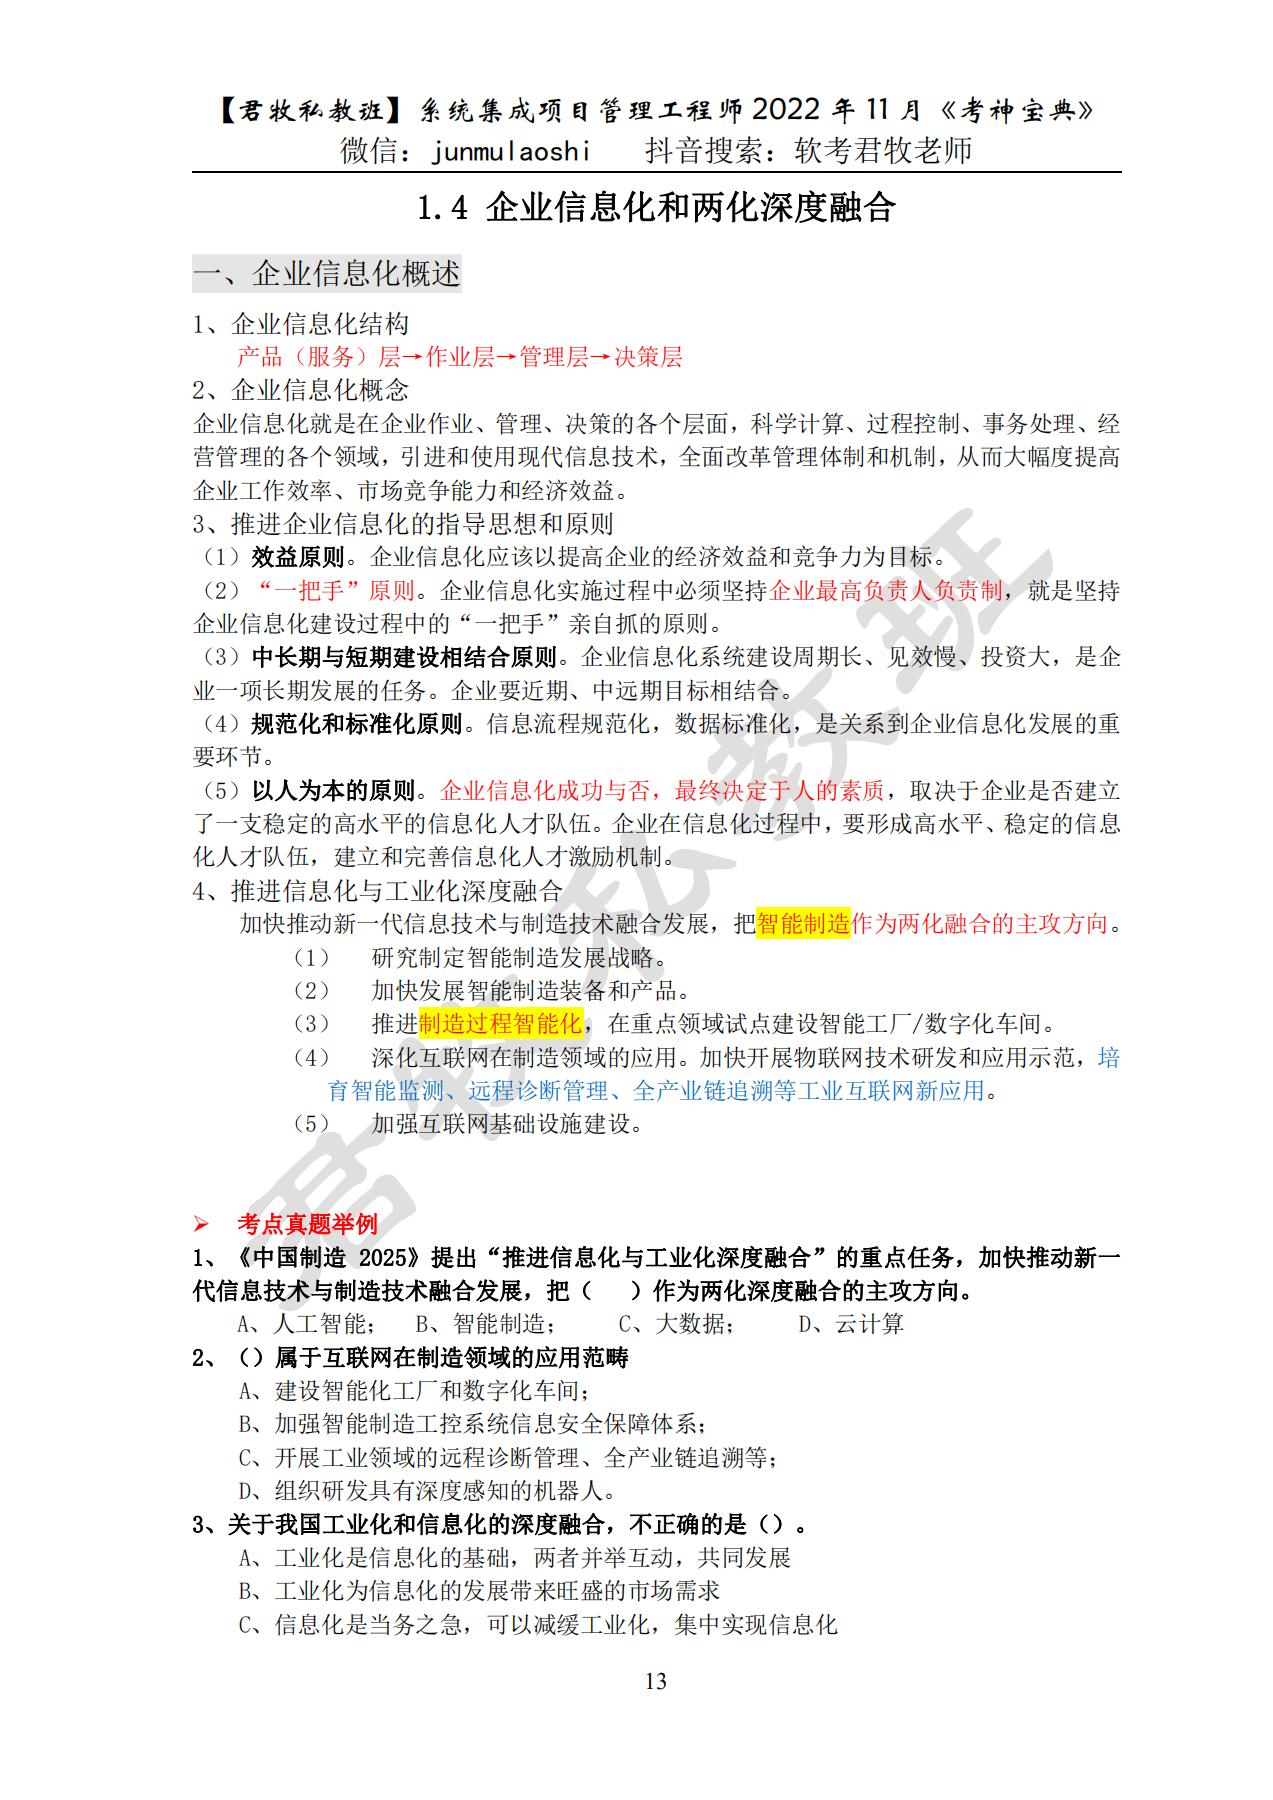 【君牧私教班】系统集成项目管理工程师 2022 年 11 月《考神宝典》
微信：junmulaoshi 抖音搜索：软考君牧老师
1.4 企业信息化和两化深度融合
一、企业信息化概述
1、企业信息化结构
产品（服务）层→作业层→管理层→决策层
2、企业信息化概念
企业信息化就是在企业作业、管理、决策的各个层面，科学计算、过程控制、事务处理、经
营管理的各个领域，引进和使用现代信息技术，全面改革管理体制和机制，从而大幅度提高
企业工作效率、市场竞争能力和经济效益。
3、推进企业信息化的指导思想和原则
（1）效益原则。企业信息化应该以提高企业的经济效益和竞争力为目标。
（2）“一把手”原则。企业信息化实施过程中必须坚持企业最高负责人负责制，就是坚持
企业信息化建设过程中的“一把手”亲自抓的原则。
（3）中长期与短期建设相结合原则。企业信息化系统建设周期长、见效慢、投资大，是企
业一项长期发展的任务。企业要近期、中远期目标相结合。
（4）规范化和标准化原则。信息流程规范化，数据标准化，是关系到企业信息化发展的重
要环节。
（5）以人为本的原则。企业信息化成功与否，最终决定于人的素质，取决于企业是否建立
了一支稳定的高水平的信息化人才队伍。企业在信息化过程中，要形成高水平、稳定的信息
化人才队伍，建立和完善信息化人才激励机制。
4、推进信息化与工业化深度融合
加快推动新一代信息技术与制造技术融合发展，把智能制造作为两化融合的主攻方向。
（1） 研究制定智能制造发展战略。
（2） 加快发展智能制造装备和产品。
（3） 推进制造过程智能化，在重点领域试点建设智能工厂/数字化车间。
（4） 深化互联网在制造领域的应用。加快开展物联网技术研发和应用示范，培
育智能监测、远程诊断管理、全产业链追溯等工业互联网新应用。
（5） 加强互联网基础设施建设。
君牧私教班
➢ 考点真题举例
1、《中国制造 2025》提出“推进信息化与工业化深度融合”的重点任务，加快推动新一
代信息技术与制造技术融合发展，把（ ）作为两化深度融合的主攻方向。
A、人工智能； B、智能制造； C、大数据； D、云计算
2、（）属于互联网在制造领域的应用范畴
A、建设智能化工厂和数字化车间；
B、加强智能制造工控系统信息安全保障体系；
C、开展工业领域的远程诊断管理、全产业链追溯等；
D、组织研发具有深度感知的机器人。
3、关于我国工业化和信息化的深度融合，不正确的是（）。
A、工业化是信息化的基础，两者并举互动，共同发展
B、工业化为信息化的发展带来旺盛的市场需求
C、信息化是当务之急，可以减缓工业化，集中实现信息化
13